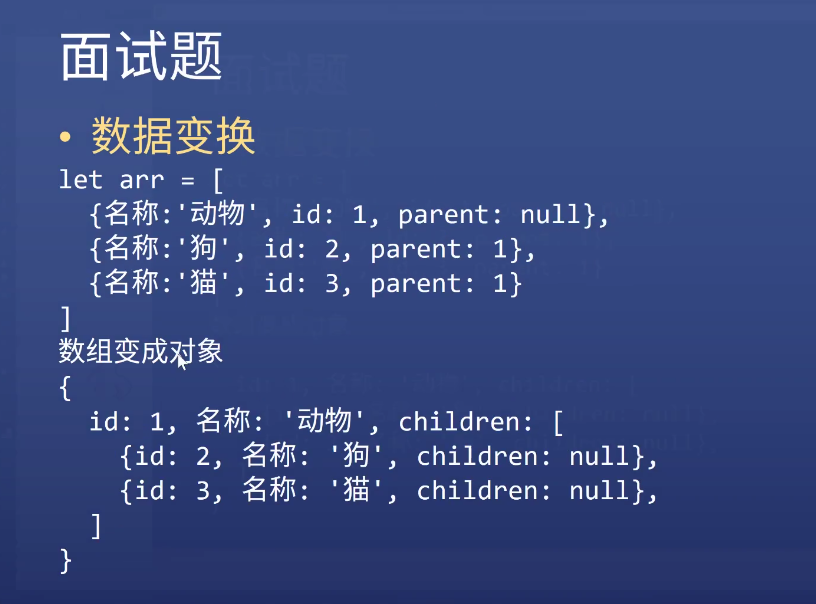 面试题
• 数据变换
let arr = [
  {名称:'动物', id: 1, parent: null},
  {名称:'狗', id: 2, parent: 1},
  {名称:'猫', id: 3, parent: 1}
]
数组变成对象
{
  id: 1, 名称: '动物', children: [
    {id: 2, 名称: '狗', children: null},
    {id: 3, 名称: '猫', children: null},
  ]
}